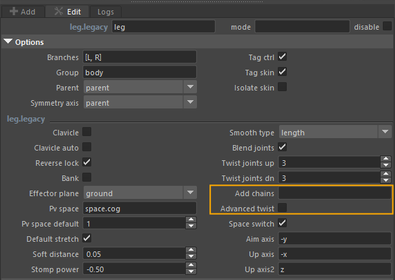 Add Edit Logs
leg.legacy leg mode disable
Options
Branches [L, R] Tag ctrl
Group body Tag skin
Parent parent Isolate skin
Symmetry axis parent
leg.legacy
Clavicle Smooth type length
Clavicle auto Blend joints
Reverse lock Twist joints up 3
Bank Twist joints dn 3
Effector plane ground Add chains
Pv space space.cog Advanced twist
Pv space default 1 Space switch
Default stretch Aim axis -y
Soft distance 0.05 Up axis -x
Stomp power -0.50 Up axis2 z